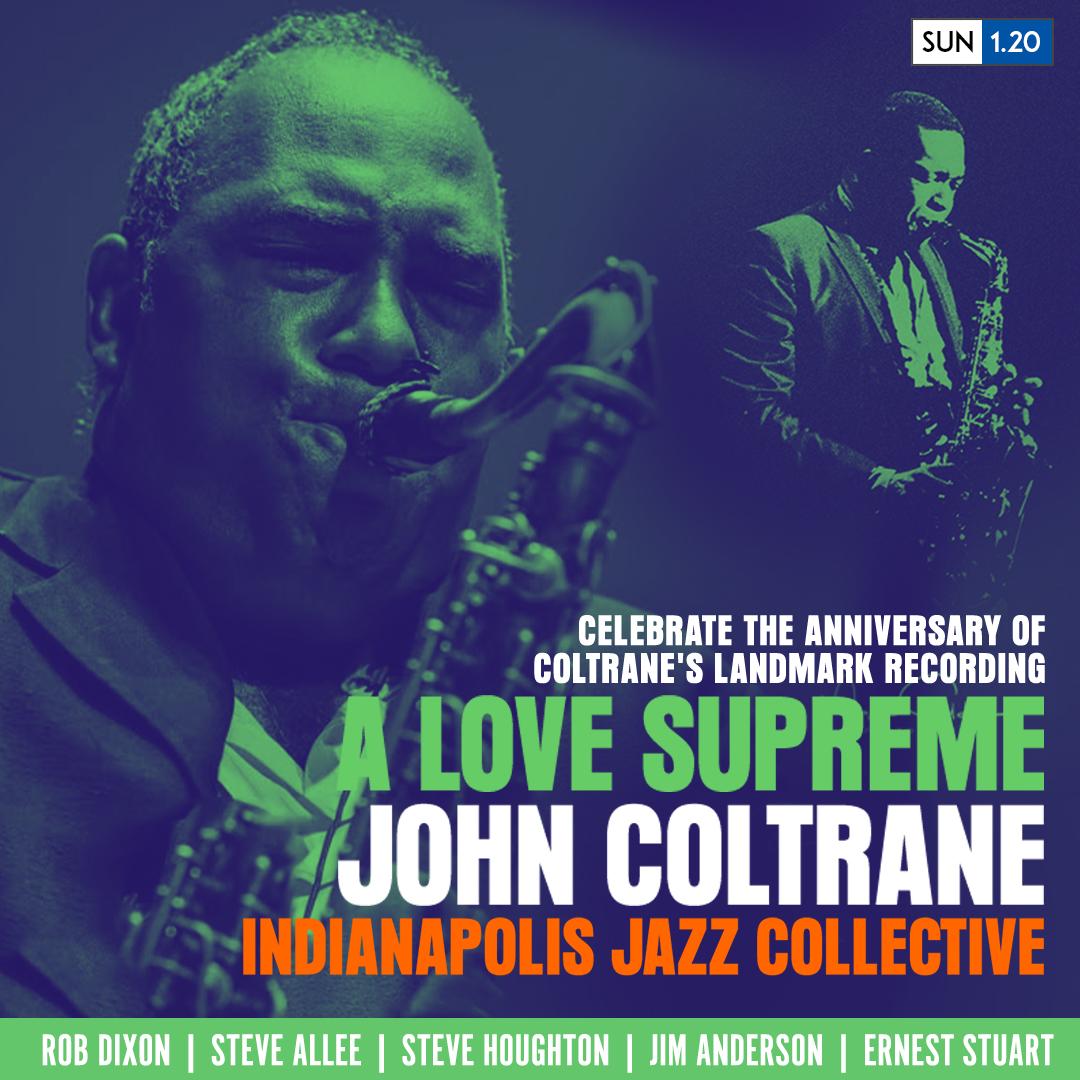 SUN 1.20
CELEBRATE THE ANNIVERSARY OF
COLTRANE'S LANDMARK RECORDING
A LOVE SUPREME
JOHN COLTRANE
INDIANAPOLIS JAZZ COLLECTIVE
ROB DIXON | STEVE ALLEE | STEVE HOUGHTON | JIM ANDERSON | ERNEST STUART